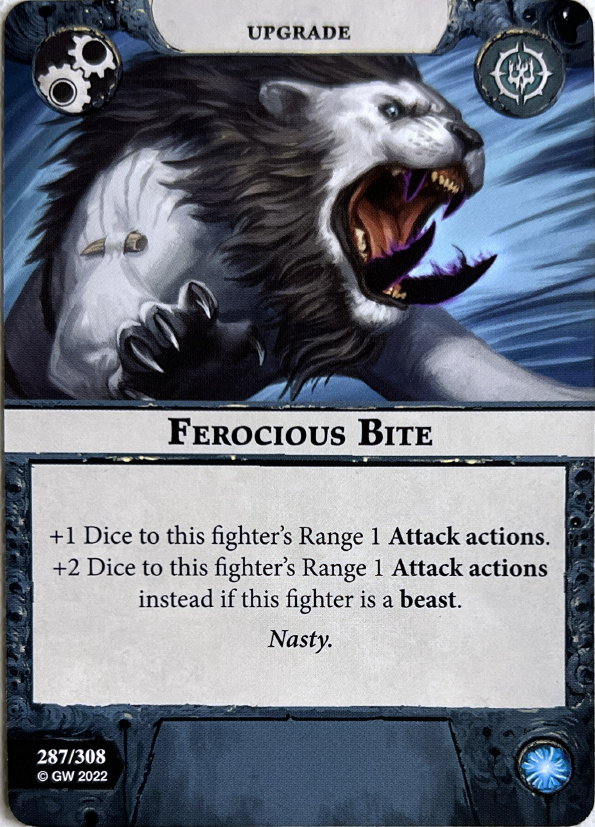 UPGRADE
FEROCIOUS BITE
+1 Dice to this fighter's Range 1 Attack actions.
+2 Dice to this fighter's Range 1 Attack actions
instead if this fighter is a beast.
Nasty.
287/308
© GW 2022